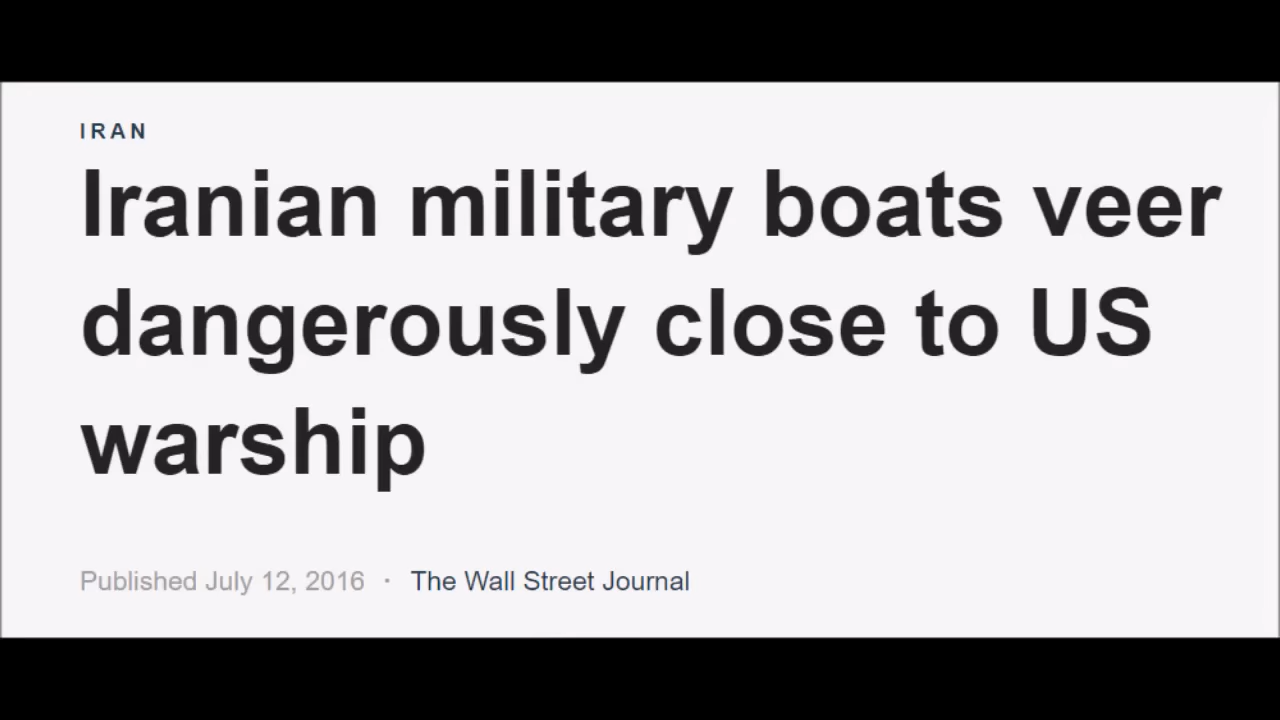 IRAN
Iranian military boats veer
dangerously close to US
warship
Published July 12, 2016 · The Wall Street Journal